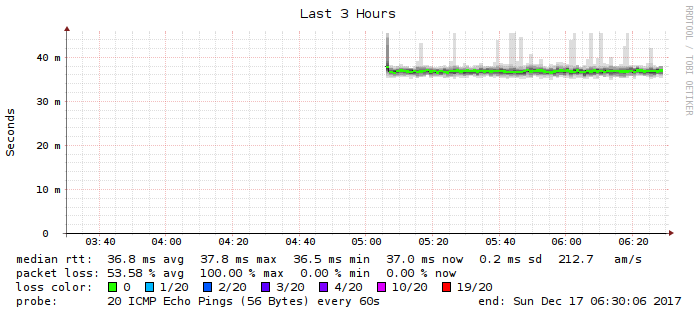 Last 3 Hours
RRDTOOL / TOBI OETIKER
Seconds
40 m
30 m
20 m
10 m
0
03:40 04:00 04:20 04:40 05:00 05:20 05:40 06:00 06:20
median rtt: 36.8 ms avg 37.8 ms max 36.5 ms min 37.0 ms now 0.2 ms sd 212.7 am/s
packet loss: 53.58 % avg 100.00 % max 0.00 % min 0.00 % now
loss color: 0 1/20 2/20 3/20 4/20 10/20 19/20
probe: 20 ICMP Echo Pings (56 Bytes) every 60s end: Sun Dec 17 06:30:06 2017